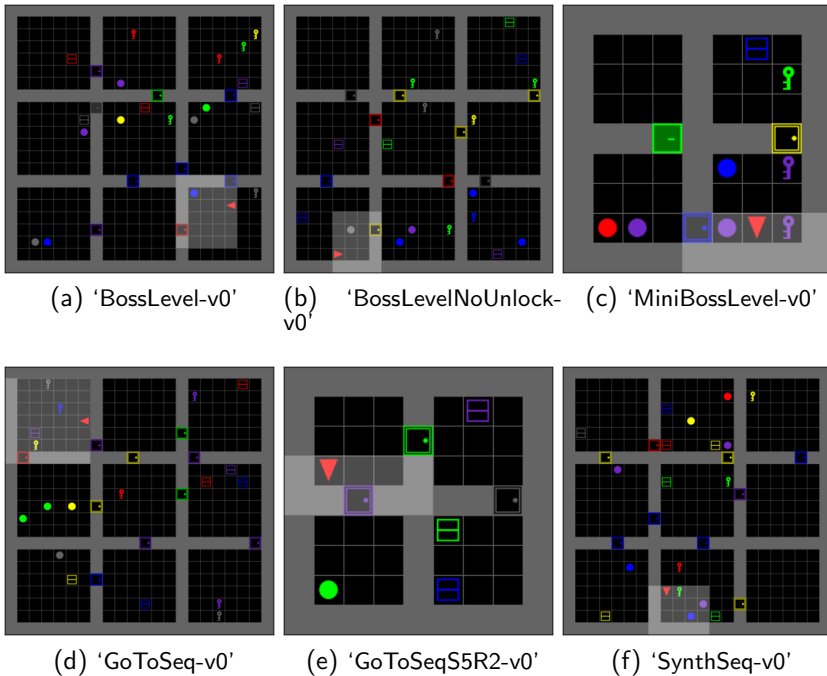 (a) ‘BossLevel-v0’
(b) ‘BossLevelNoUnlock-
v0’
(c) ‘MiniBossLevel-v0’
(d) ‘GoToSeq-v0’
(e) ‘GoToSeqS5R2-v0’
(f) ‘SynthSeq-v0’